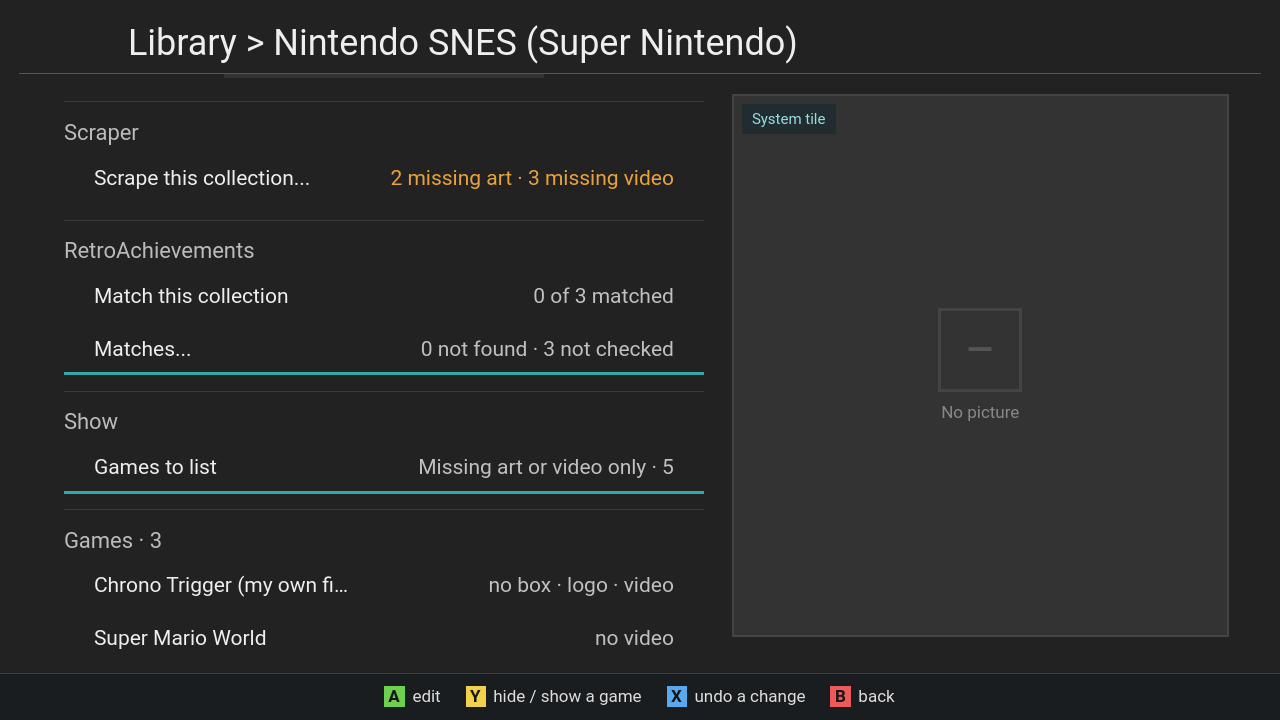 Library > Nintendo SNES (Super Nintendo)
Scraper
Scrape this collection... 2 missing art · 3 missing video
RetroAchievements
Match this collection 0 of 3 matched
Matches... 0 not found · 3 not checked
Show
Games to list Missing art or video only · 5
Games · 3
Chrono Trigger (my own fi... no box · logo · video
Super Mario World no video
System tile
No picture
A edit Y hide / show a game X undo a change B back